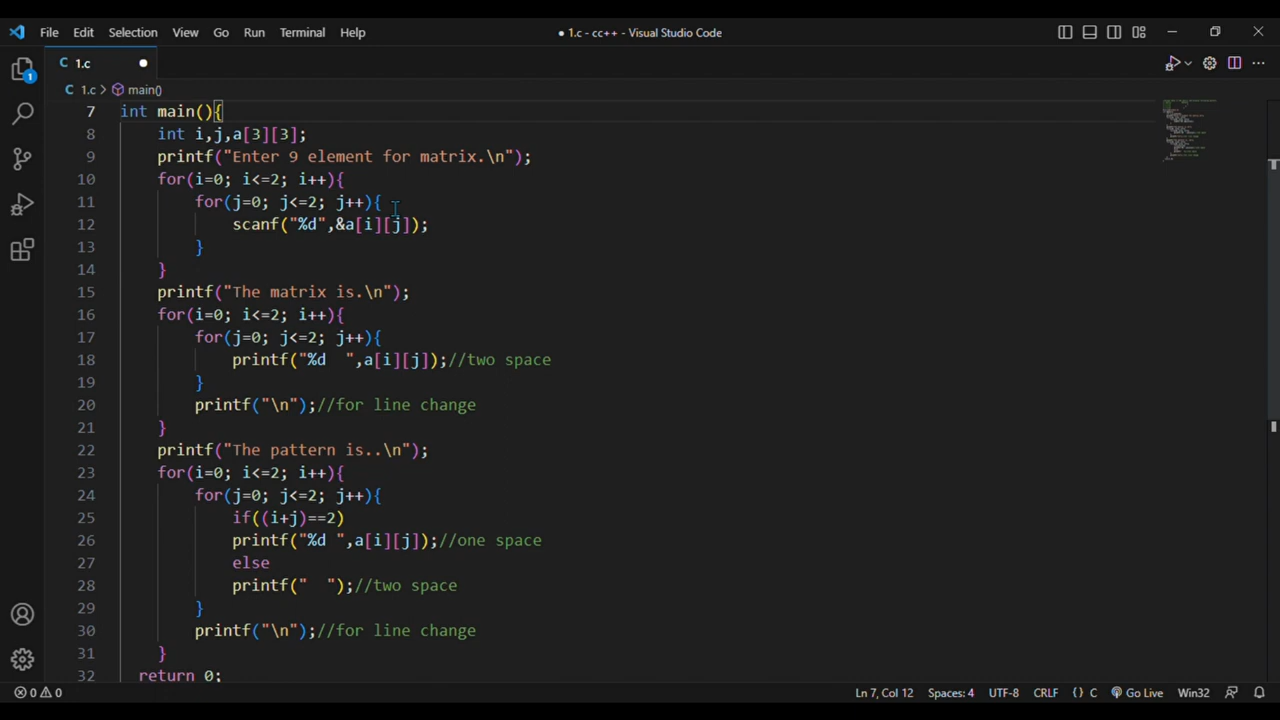 File Edit Selection View Go Run Terminal Help ● 1.c - cc++ - Visual Studio Code
1
C 1.c ●
C 1.c > main()
7 int main(){
8 int i,j,a[3][3];
9 printf("Enter 9 element for matrix.\n");
10 for(i=0; i<=2; i++){
11 for(j=0; j<=2; j++){
12 scanf("%d",&a[i][j]);
13 }
14 }
15 printf("The matrix is.\n");
16 for(i=0; i<=2; i++){
17 for(j=0; j<=2; j++){
18 printf("%d  ",a[i][j]);//two space
19 }
20 printf("\n");//for line change
21 }
22 printf("The pattern is..\n");
23 for(i=0; i<=2; i++){
24 for(j=0; j<=2; j++){
25 if((i+j)==2)
26 printf("%d ",a[i][j]);//one space
27 else
28 printf("  ");//two space
29 }
30 printf("\n");//for line change
31 }
32 return 0;
0 0 Ln 7, Col 12 Spaces: 4 UTF-8 CRLF {} C Go Live Win32